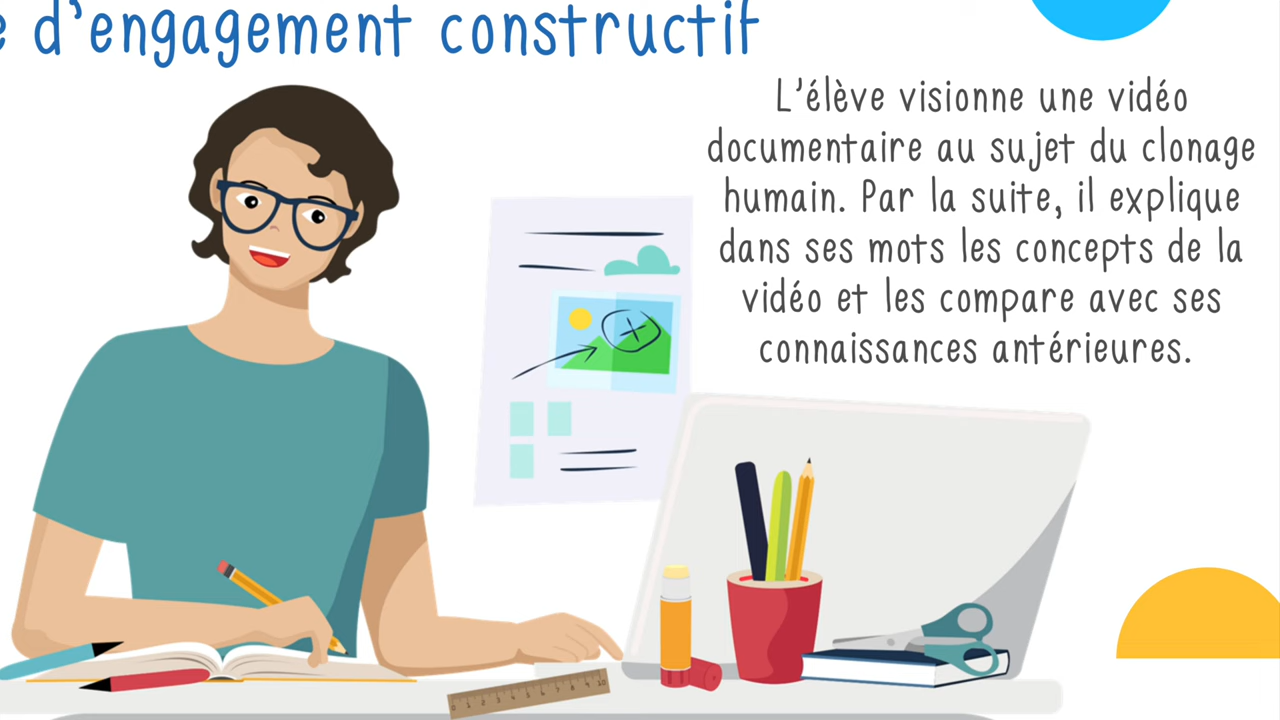 e d'engagement constructif
L'élève visionne une vidéo
documentaire au sujet du clonage
humain. Par la suite, il explique
dans ses mots les concepts de la
vidéo et les compare avec ses
connaissances antérieures.